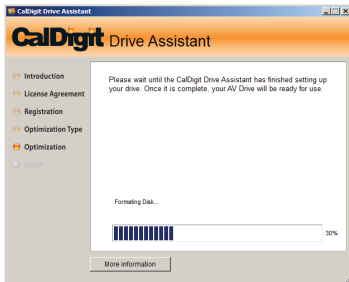 CalDigit Drive Assistant
CalDigit Drive Assistant
Introduction
License Agreement
Registration
Optimization Type
Optimization
Finish
Please wait until the CalDigit Drive Assistant has finished setting up
your drive. Once it is complete, your AV Drive will be ready for use.
Formating Disk...
30%
More information